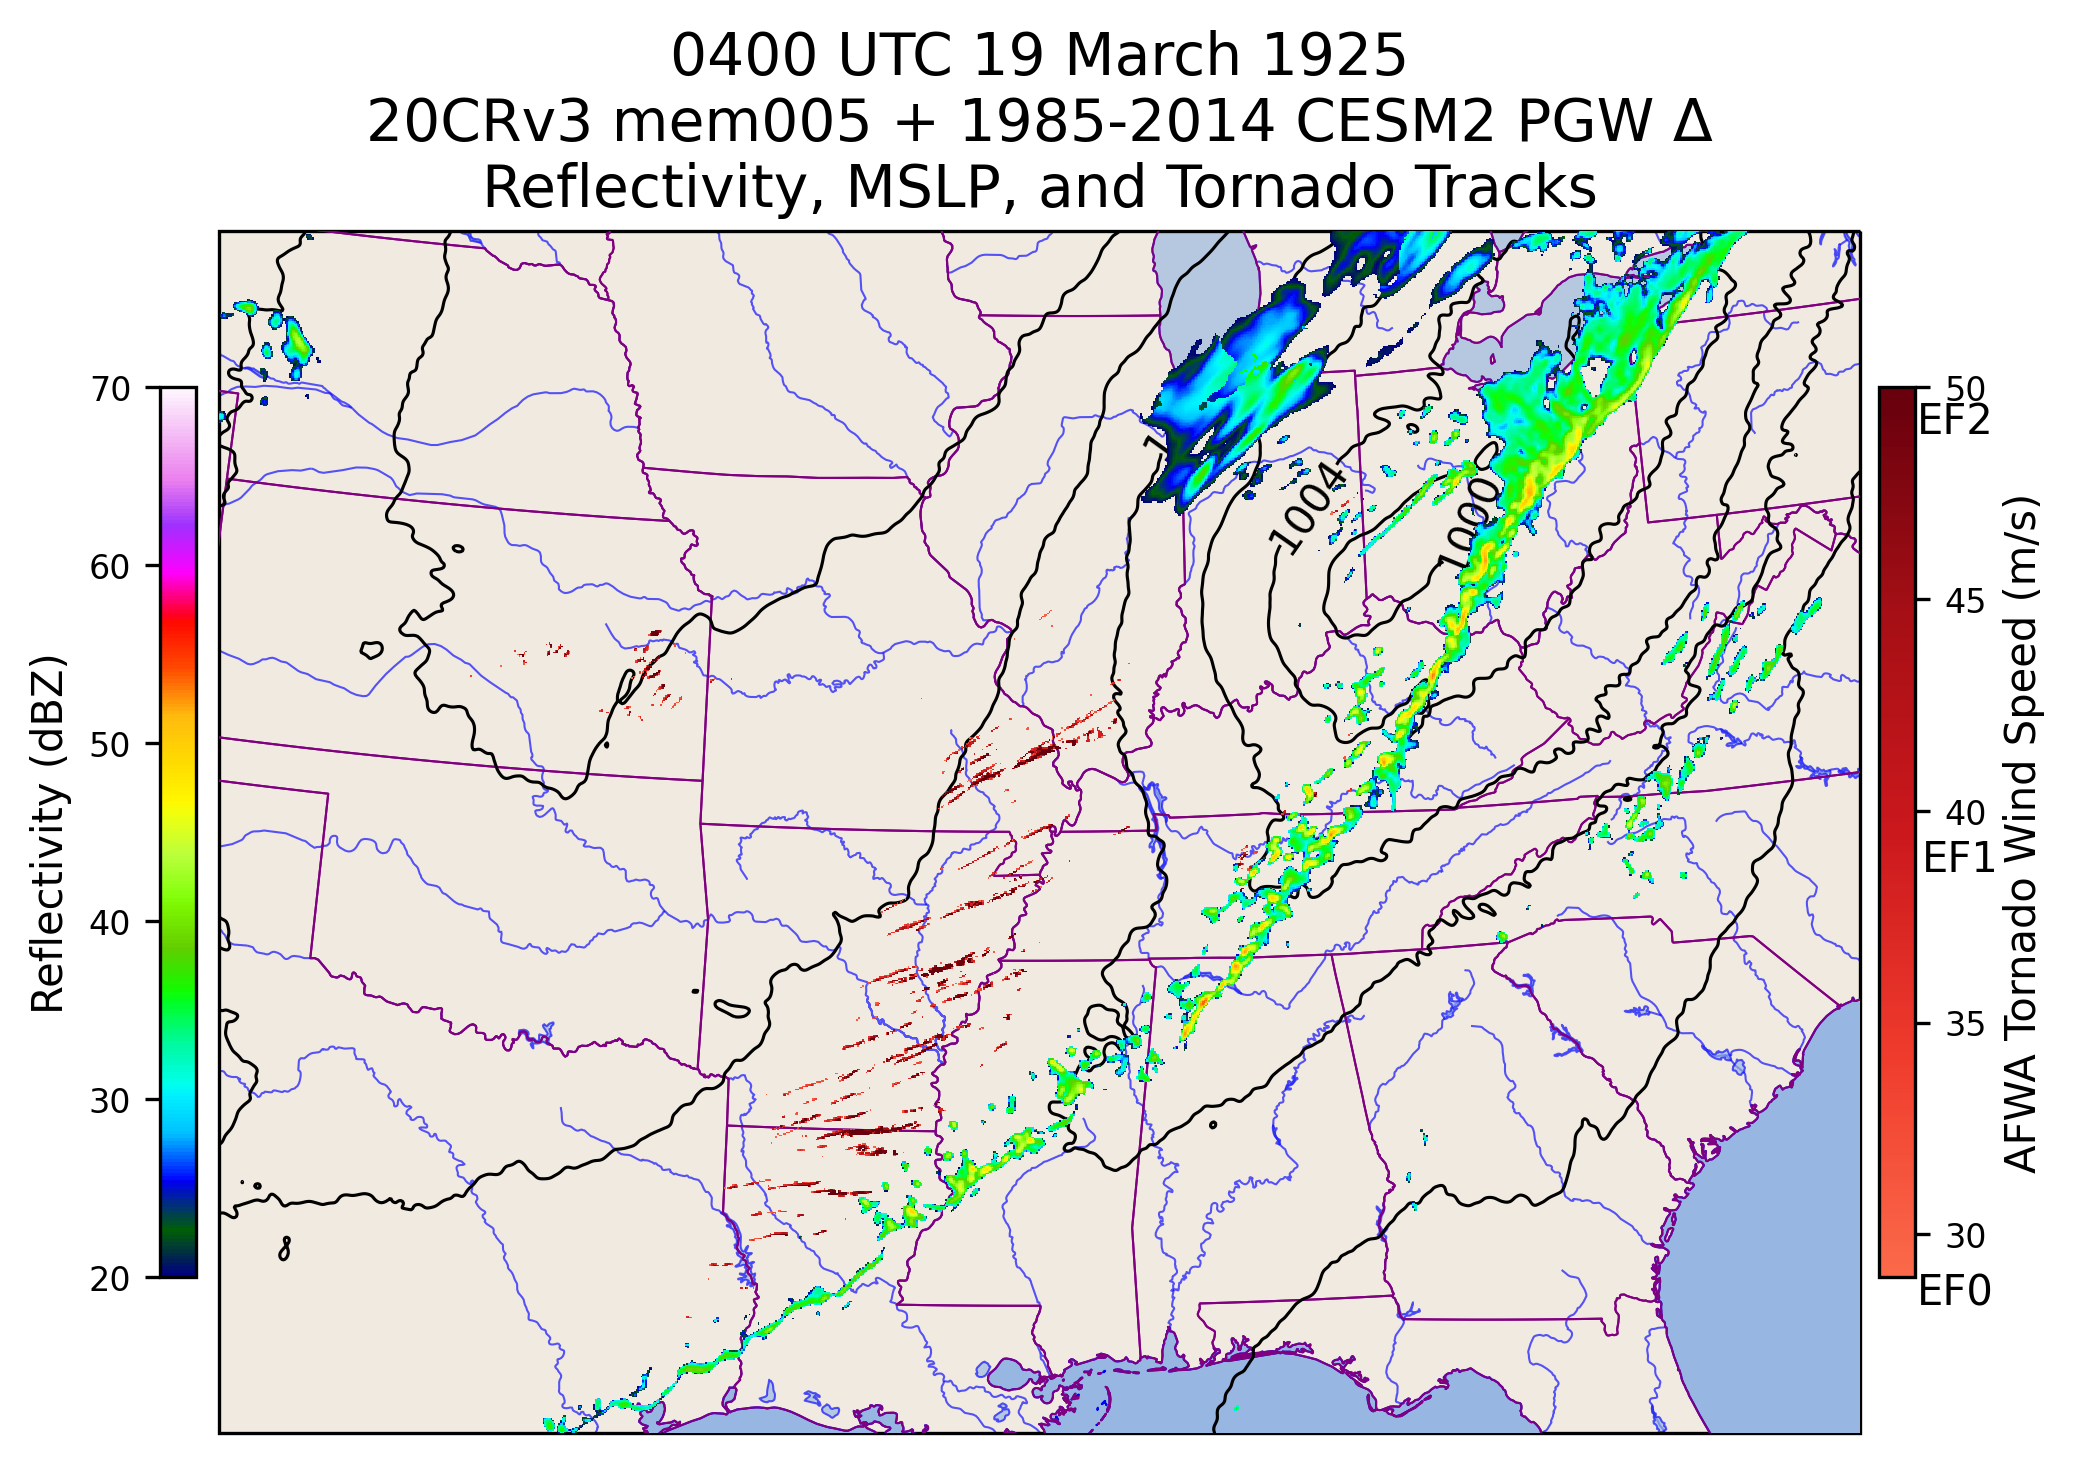 0400 UTC 19 March 1925
20CRv3 mem005 + 1985-2014 CESM2 PGW Δ
Reflectivity, MSLP, and Tornado Tracks
Reflectivity (dBZ)
70
60
50
40
30
20
1004
1000
50
EF2
45
40
EF1
35
30
EF0
AFWA Tornado Wind Speed (m/s)